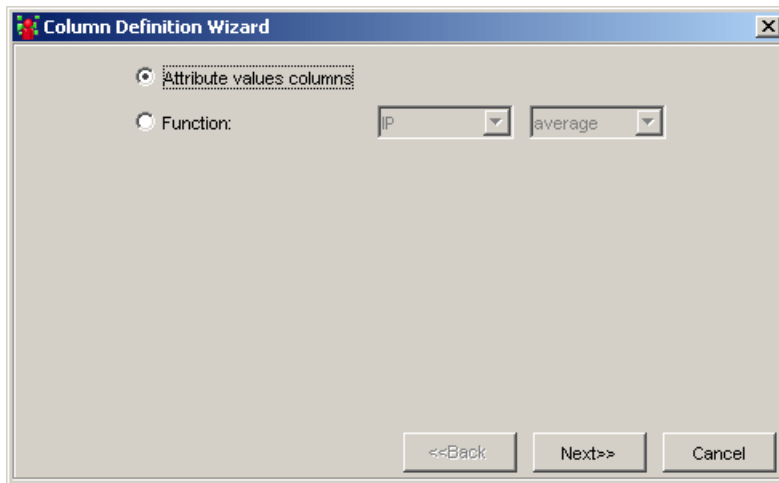 Column Definition Wizard
Attribute values columns
Function: IP average
<<Back Next>> Cancel